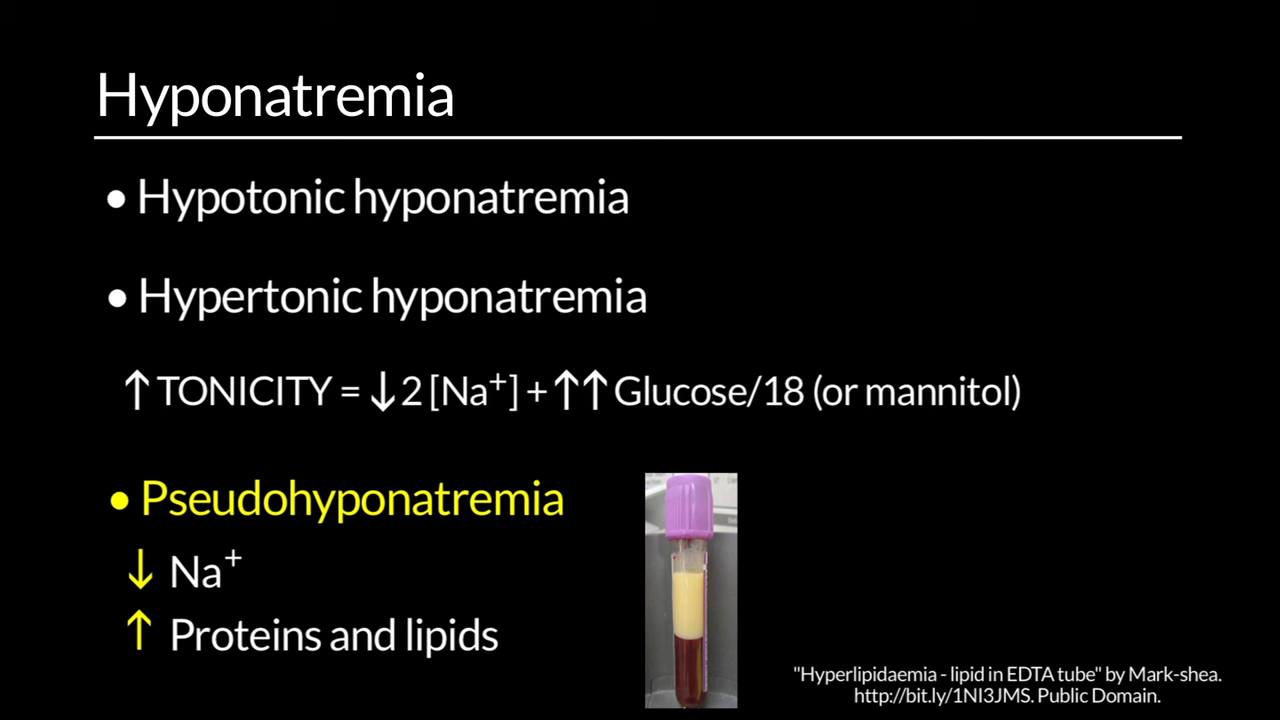 Hyponatremia
• Hypotonic hyponatremia
• Hypertonic hyponatremia
↑TONICITY = ↓2 [Na⁺] + ↑↑Glucose/18 (or mannitol)
• Pseudohyponatremia
↓ Na⁺
↑ Proteins and lipids
"Hyperlipidaemia - lipid in EDTA tube" by Mark-shea.
http://bit.ly/1NI3JMS. Public Domain.